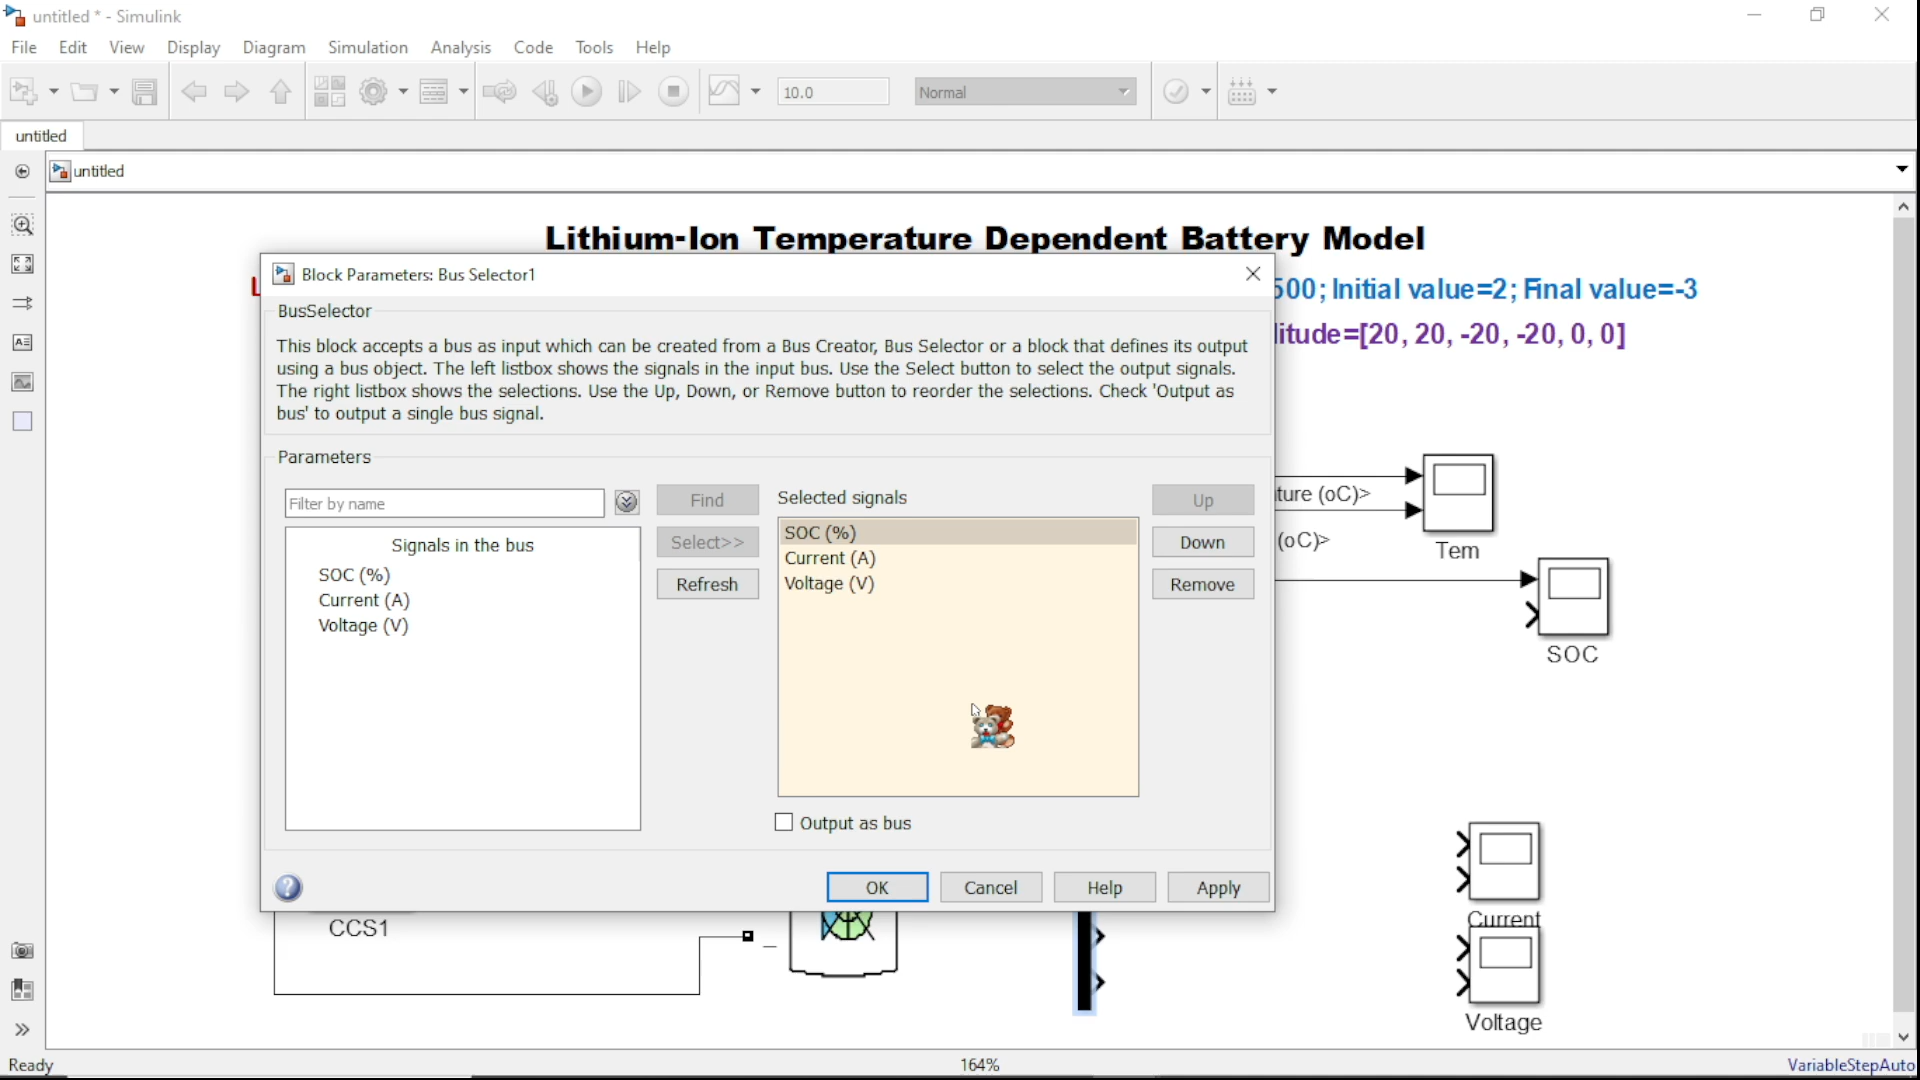 untitled * - Simulink
File Edit View Display Diagram Simulation Analysis Code Tools Help
10.0 Normal
untitled
untitled
Lithium-Ion Temperature Dependent Battery Model
500; Initial value=2; Final value=-3
litude=[20, 20, -20, -20, 0, 0]
Block Parameters: Bus Selector1
BusSelector
This block accepts a bus as input which can be created from a Bus Creator, Bus Selector or a block that defines its output
using a bus object. The left listbox shows the signals in the input bus. Use the Select button to select the output signals.
The right listbox shows the selections. Use the Up, Down, or Remove button to reorder the selections. Check 'Output as
bus' to output a single bus signal.
Parameters
Filter by name
Find
Select>>
Refresh
Signals in the bus
SOC (%)
Current (A)
Voltage (V)
Selected signals
SOC (%)
Current (A)
Voltage (V)
Up
Down
Remove
Output as bus
OK Cancel Help Apply
ture (oC)>
(oC)>
Tem
SOC
Current
Voltage
CCS1
Ready 164% VariableStepAuto